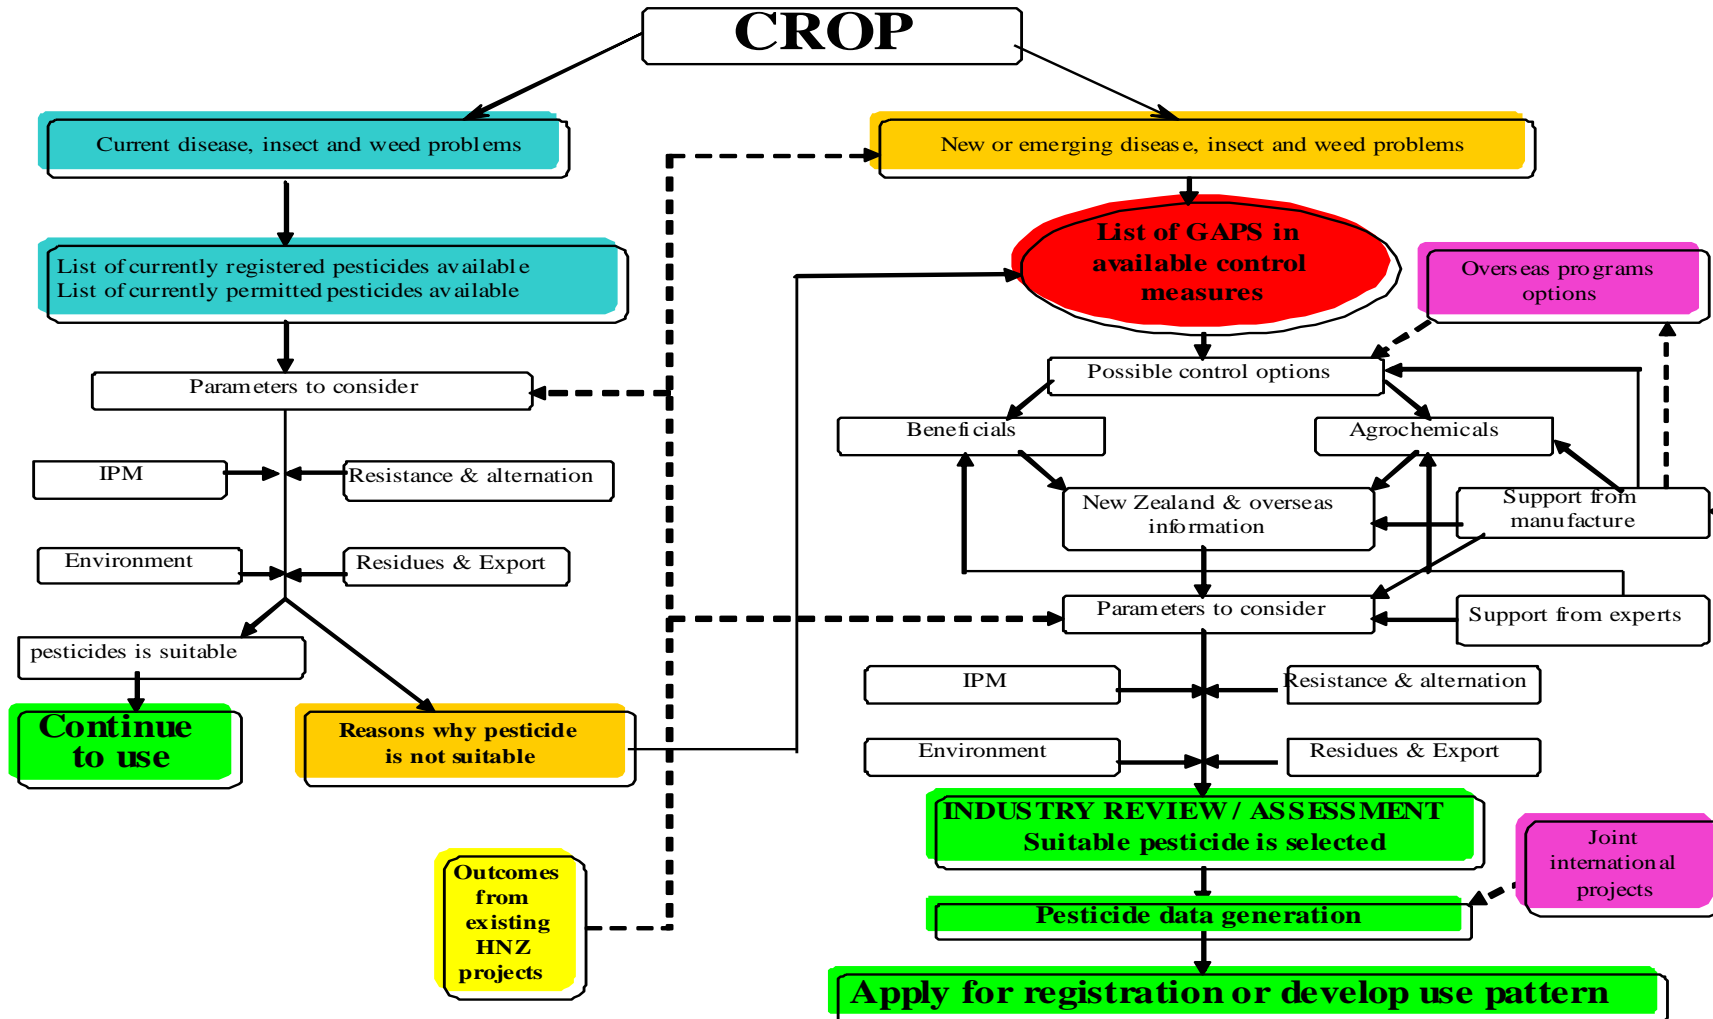 CROP
Current disease, insect and weed problems
New or emerging disease, insect and weed problems
List of currently registered pesticides available
List of currently permitted pesticides available
List of GAPS in
available control
measures
Overseas programs
options
Parameters to consider
Possible control options
Beneficials
Agrochemicals
IPM
Resistance & alternation
New Zealand & overseas
information
Support from
manufacture
Environment
Residues & Export
Parameters to consider
Support from experts
pesticides is suitable
IPM
Resistance & alternation
Continue
to use
Reasons why pesticide
is not suitable
Environment
Residues & Export
INDUSTRY REVIEW / ASSESSMENT
Suitable pesticide is selected
Outcomes
from
existing
HNZ
projects
Joint
international
projects
Pesticide data generation
Apply for registration or develop use pattern